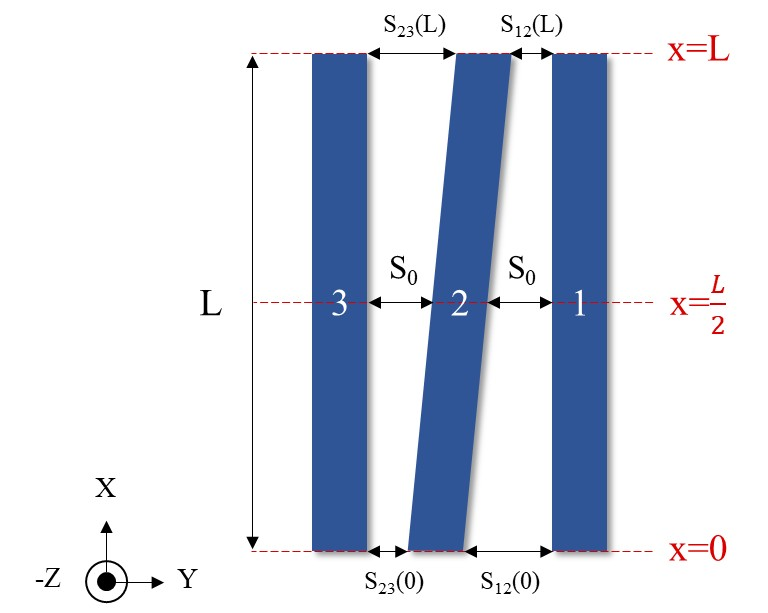 S₂₃(L) S₁₂(L)
x=L
S₀ S₀
L 3 2 1 x=L/2
X
x=0
-Z Y S₂₃(0) S₁₂(0)